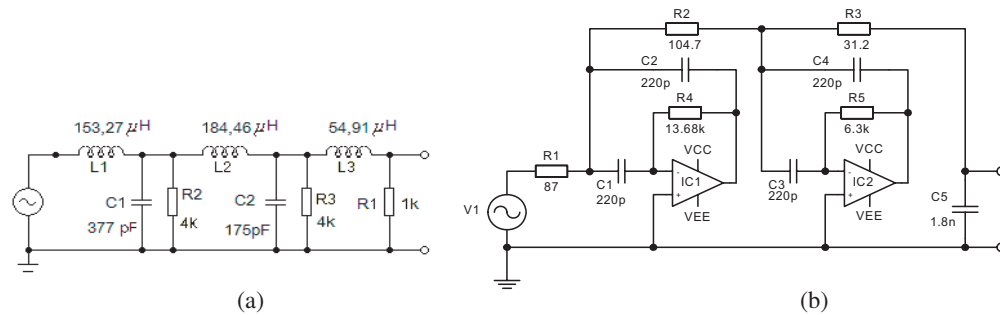 153,27 μH
184,46 μH
54,91 μH
L1
L2
L3
C1
R2
C2
R3
R1
1k
377 pF
4k
175pF
4k
(a)
R2
104.7
R3
31.2
C2
220p
C4
220p
R4
13.68k
R5
6.3k
VCC
VCC
R1
87
C1
220p
-
+
IC1
C3
220p
-
+
IC2
VEE
VEE
V1
C5
1.8n
(b)